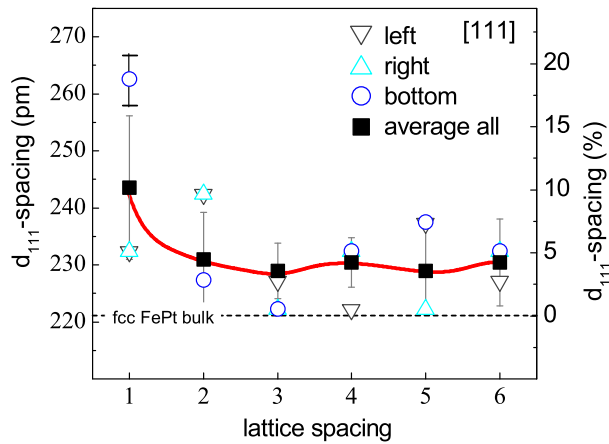 [111]
left
right
bottom
average all
d111-spacing (pm)
270
260
250
240
230
220
d111-spacing (%)
20
15
10
5
0
fcc FePt bulk
1 2 3 4 5 6
lattice spacing